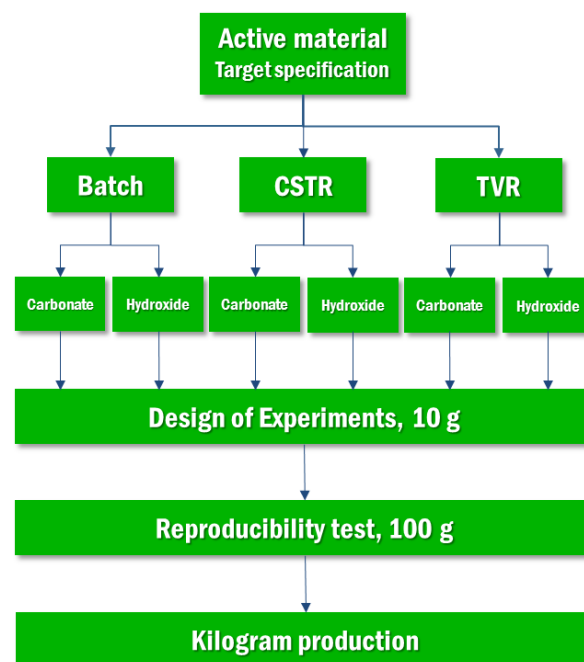 Active material
Target specification
Batch
CSTR
TVR
Carbonate
Hydroxide
Carbonate
Hydroxide
Carbonate
Hydroxide
Design of Experiments, 10 g
Reproducibility test, 100 g
Kilogram production